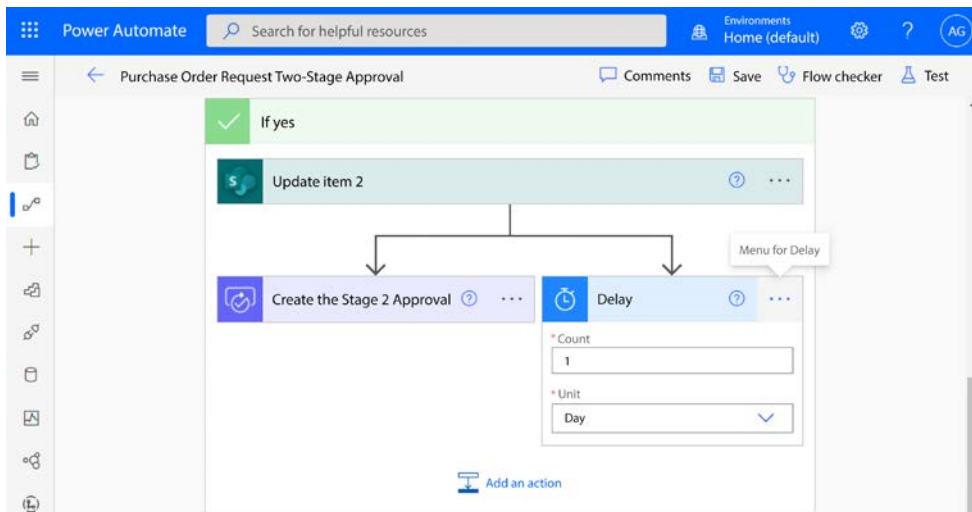 Power Automate
Search for helpful resources
Environments
Home (default)
?
AG
Purchase Order Request Two-Stage Approval
Comments
Save
Flow checker
Test
If yes
S
Update item 2
?
Menu for Delay
Create the Stage 2 Approval
?
Delay
?
* Count
1
* Unit
Day
Add an action